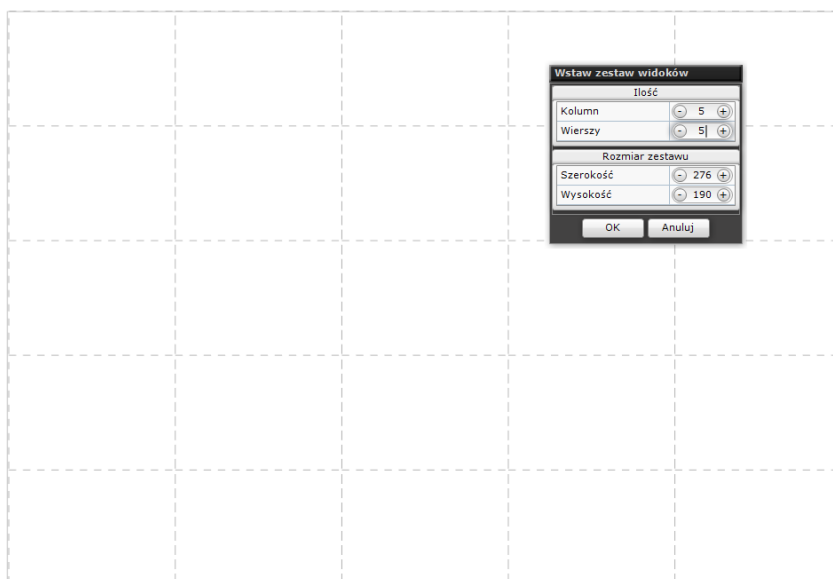 Wstaw zestaw widoków
Ilość
Kolumn - 5 +
Wierszy - 5 +
Rozmiar zestawu
Szerokość - 276 +
Wysokość - 190 +
OK Anuluj